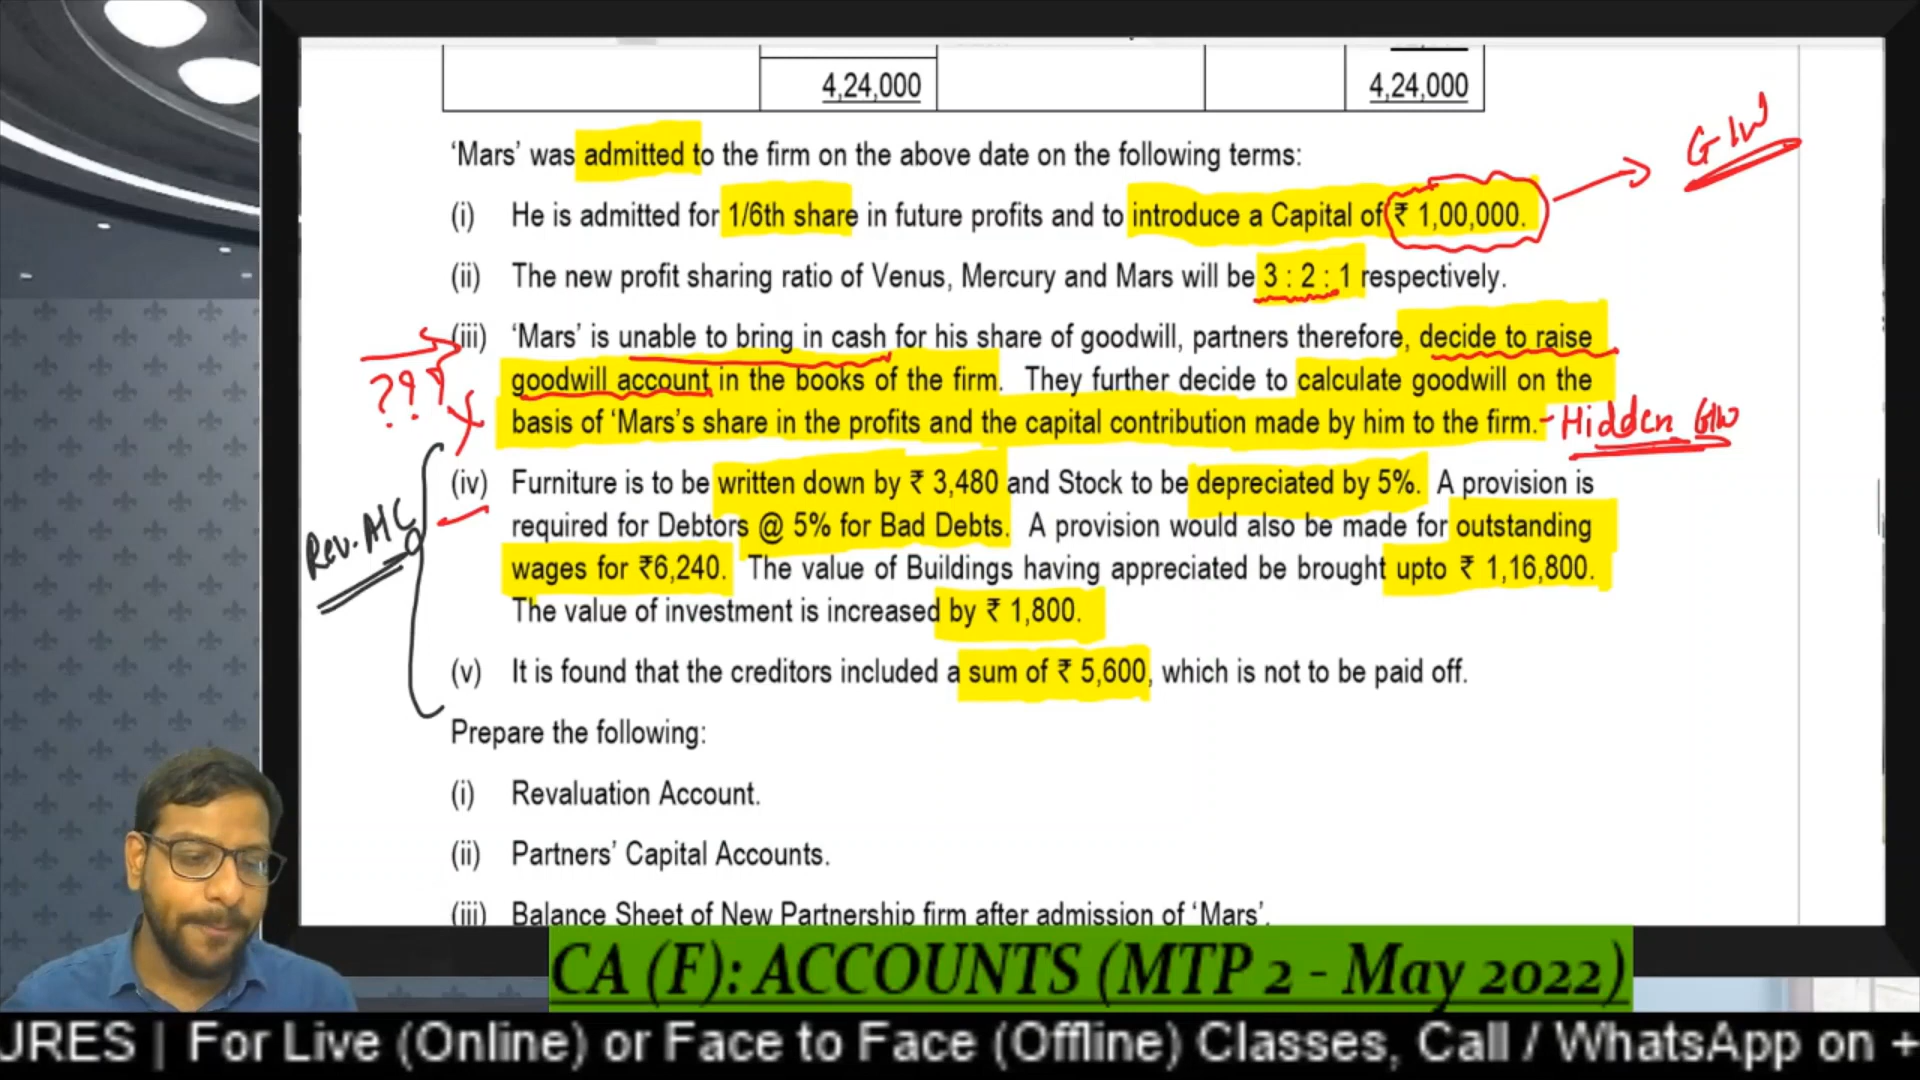 4,24,000 4,24,000
G/W
‘Mars’ was admitted to the firm on the above date on the following terms:
(i) He is admitted for 1/6th share in future profits and to introduce a Capital of ₹ 1,00,000.
(ii) The new profit sharing ratio of Venus, Mercury and Mars will be 3 : 2 : 1 respectively.
(iii) ‘Mars’ is unable to bring in cash for his share of goodwill, partners therefore, decide to raise
goodwill account in the books of the firm. They further decide to calculate goodwill on the
???
basis of ‘Mars’s share in the profits and the capital contribution made by him to the firm. - Hidden G/W
(iv) Furniture is to be written down by ₹ 3,480 and Stock to be depreciated by 5%. A provision is
required for Debtors @ 5% for Bad Debts. A provision would also be made for outstanding
Rev. A/C
wages for ₹6,240. The value of Buildings having appreciated be brought upto ₹ 1,16,800.
The value of investment is increased by ₹ 1,800.
(v) It is found that the creditors included a sum of ₹ 5,600, which is not to be paid off.
Prepare the following:
(i) Revaluation Account.
(ii) Partners’ Capital Accounts.
(iii) Balance Sheet of New Partnership firm after admission of ‘Mars’.
CA (F): ACCOUNTS (MTP 2 - May 2022)
URES | For Live (Online) or Face to Face (Offline) Classes, Call / WhatsApp on +